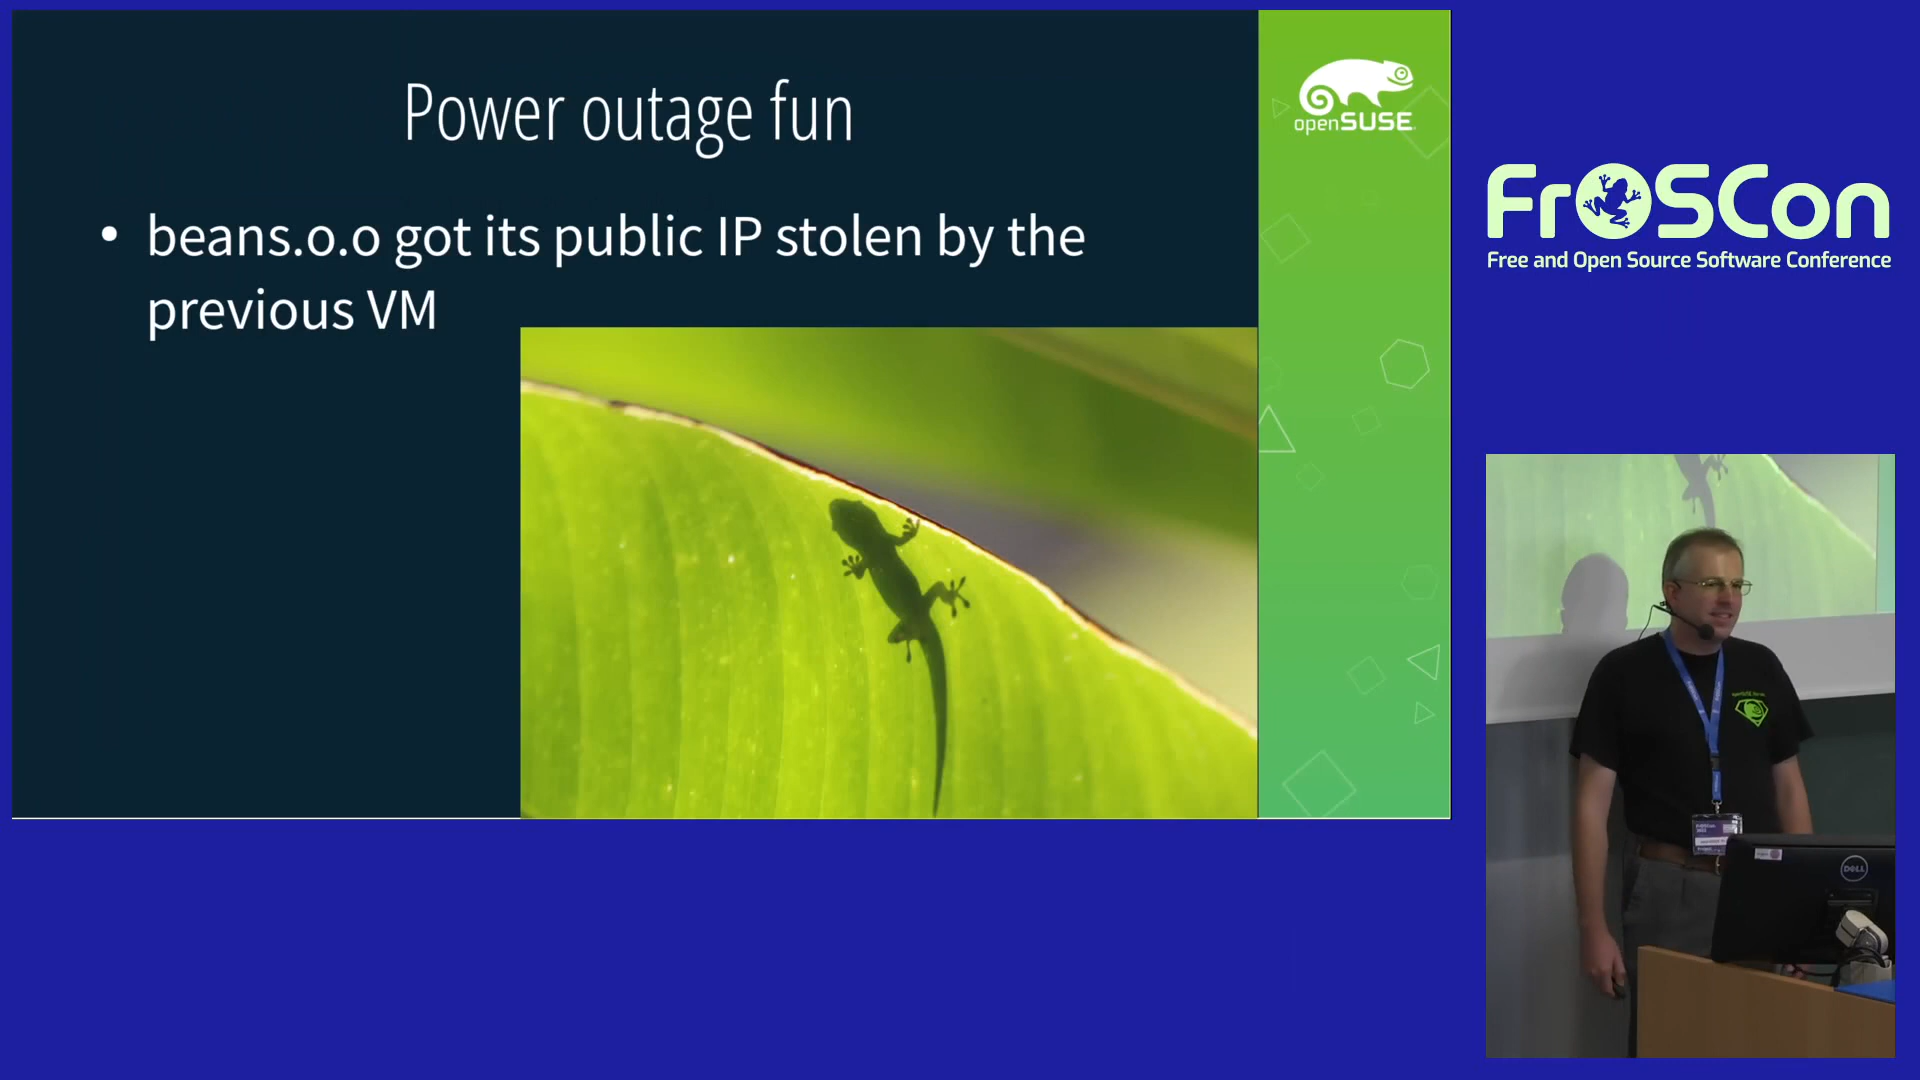 Power outage fun
• beans.o.o got its public IP stolen by the
previous VM
openSUSE
FrOSCon
Free and Open Source Software Conference
DELL